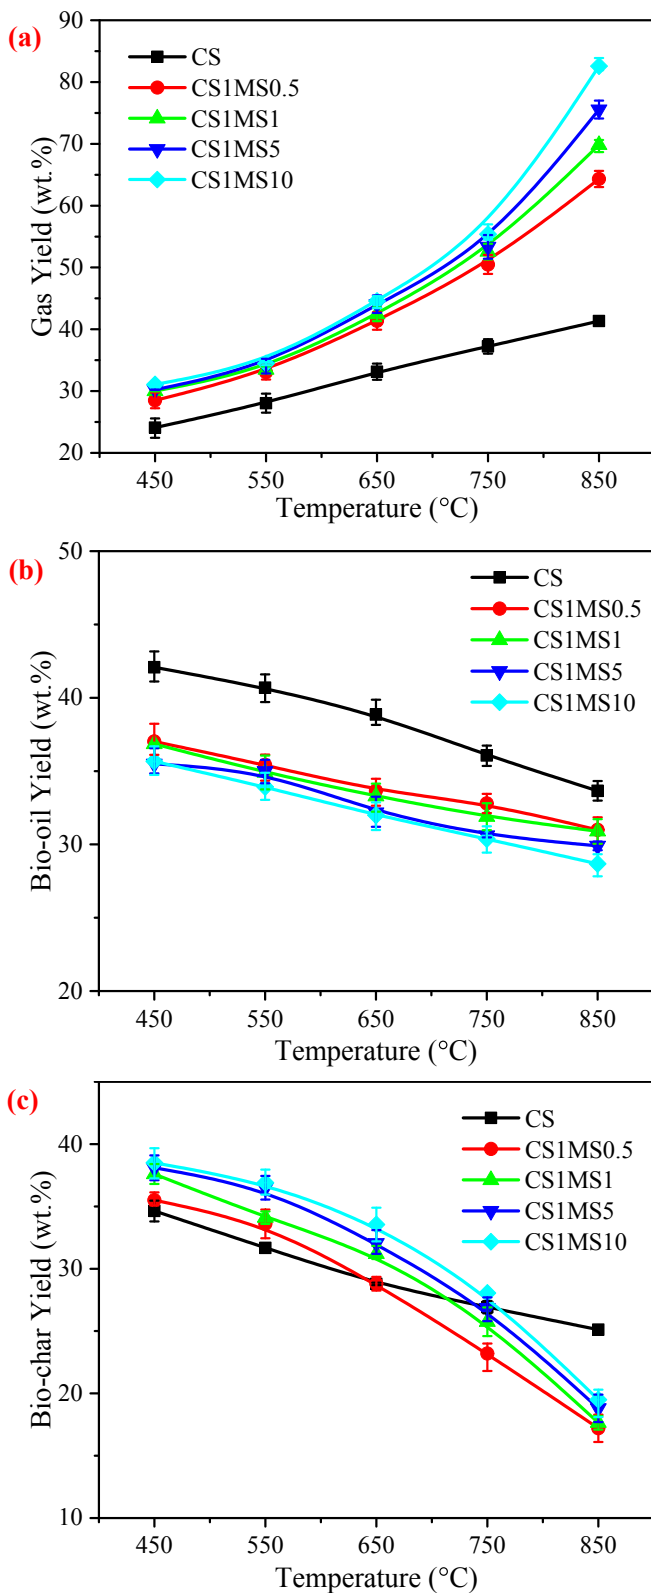 (a)
90
80
70
60
50
40
30
20
Gas Yield (wt.%)
CS
CS1MS0.5
CS1MS1
CS1MS5
CS1MS10
450 550 650 750 850
Temperature (°C)
(b)
50
40
30
20
Bio-oil Yield (wt.%)
CS
CS1MS0.5
CS1MS1
CS1MS5
CS1MS10
450 550 650 750 850
Temperature (°C)
(c)
40
30
20
10
Bio-char Yield (wt.%)
CS
CS1MS0.5
CS1MS1
CS1MS5
CS1MS10
450 550 650 750 850
Temperature (°C)